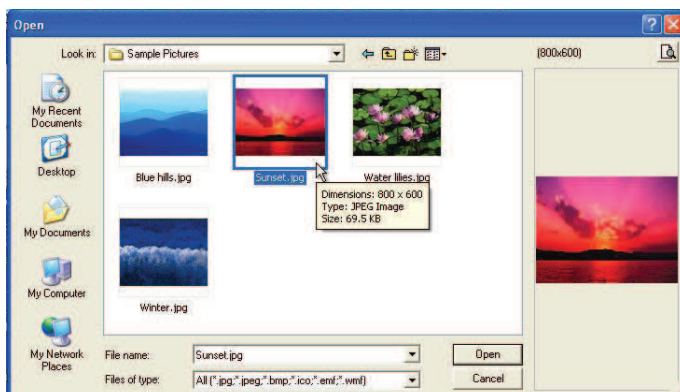 Open
Look in:
Sample Pictures
(800x600)
My Recent
Documents
Desktop
My Documents
My Computer
My Network
Places
Blue hills.jpg
Sunset.jpg
Water lilies.jpg
Dimensions: 800 x 600
Type: JPEG Image
Size: 69.5 KB
Winter.jpg
File name:
Sunset.jpg
Open
Files of type:
All (*.jpg;*.jpeg;*.bmp;*.ico;*.emf;*.wmf)
Cancel